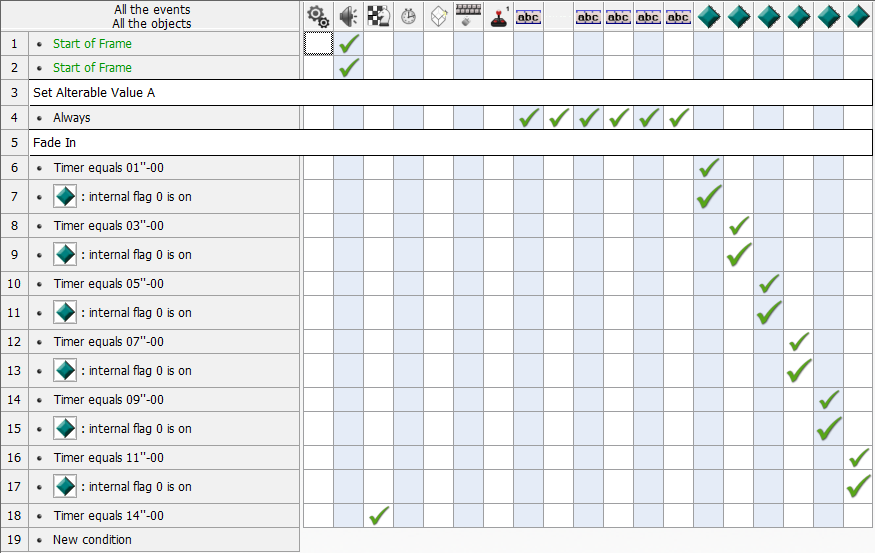 All the events
All the objects
abc abc abc abc abc
1 • Start of Frame
2 • Start of Frame
3 Set Alterable Value A
4 • Always
5 Fade In
6 • Timer equals 01"-00
7 • : internal flag 0 is on
8 • Timer equals 03"-00
9 • : internal flag 0 is on
10 • Timer equals 05"-00
11 • : internal flag 0 is on
12 • Timer equals 07"-00
13 • : internal flag 0 is on
14 • Timer equals 09"-00
15 • : internal flag 0 is on
16 • Timer equals 11"-00
17 • : internal flag 0 is on
18 • Timer equals 14"-00
19 • New condition